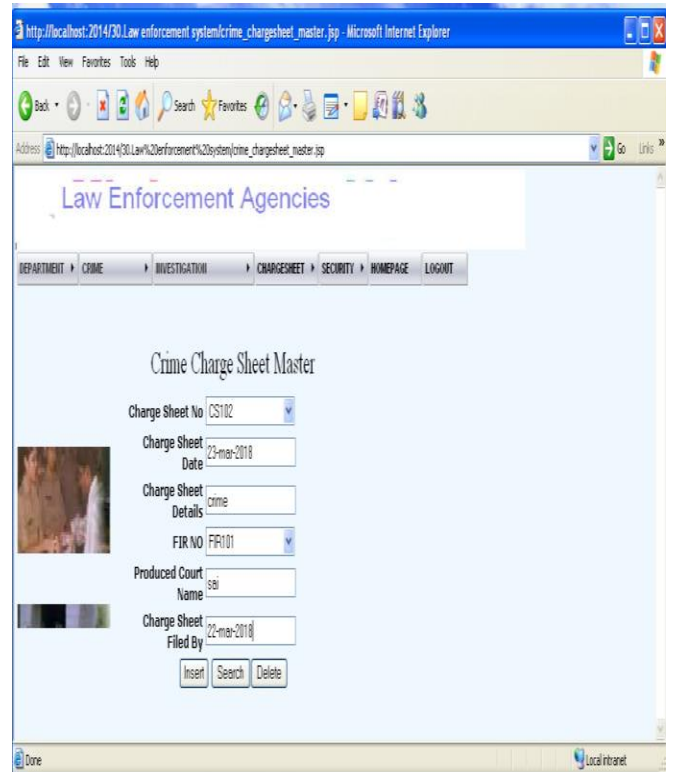 http://localhost:2014/30.Law enforcement system/crime_chargesheet_master.jsp - Microsoft Internet Explorer
File Edit View Favorites Tools Help
Back Search Favorites
Address http://localhost:2014/30.Law%20enforcement%20system/crime_chargesheet_master.jsp Go Links »
Law Enforcement Agencies
DEPARTMENT CRIME INVESTIGATION CHARGESHEET SECURITY HOMEPAGE LOGOUT
Crime Charge Sheet Master
Charge Sheet No CS102
Charge Sheet
Date 23-mar-2018
Charge Sheet
Details crime
FIR NO FIR101
Produced Court
Name sai
Charge Sheet
Filed By 22-mar-2018
Insert Search Delete
Done Local intranet